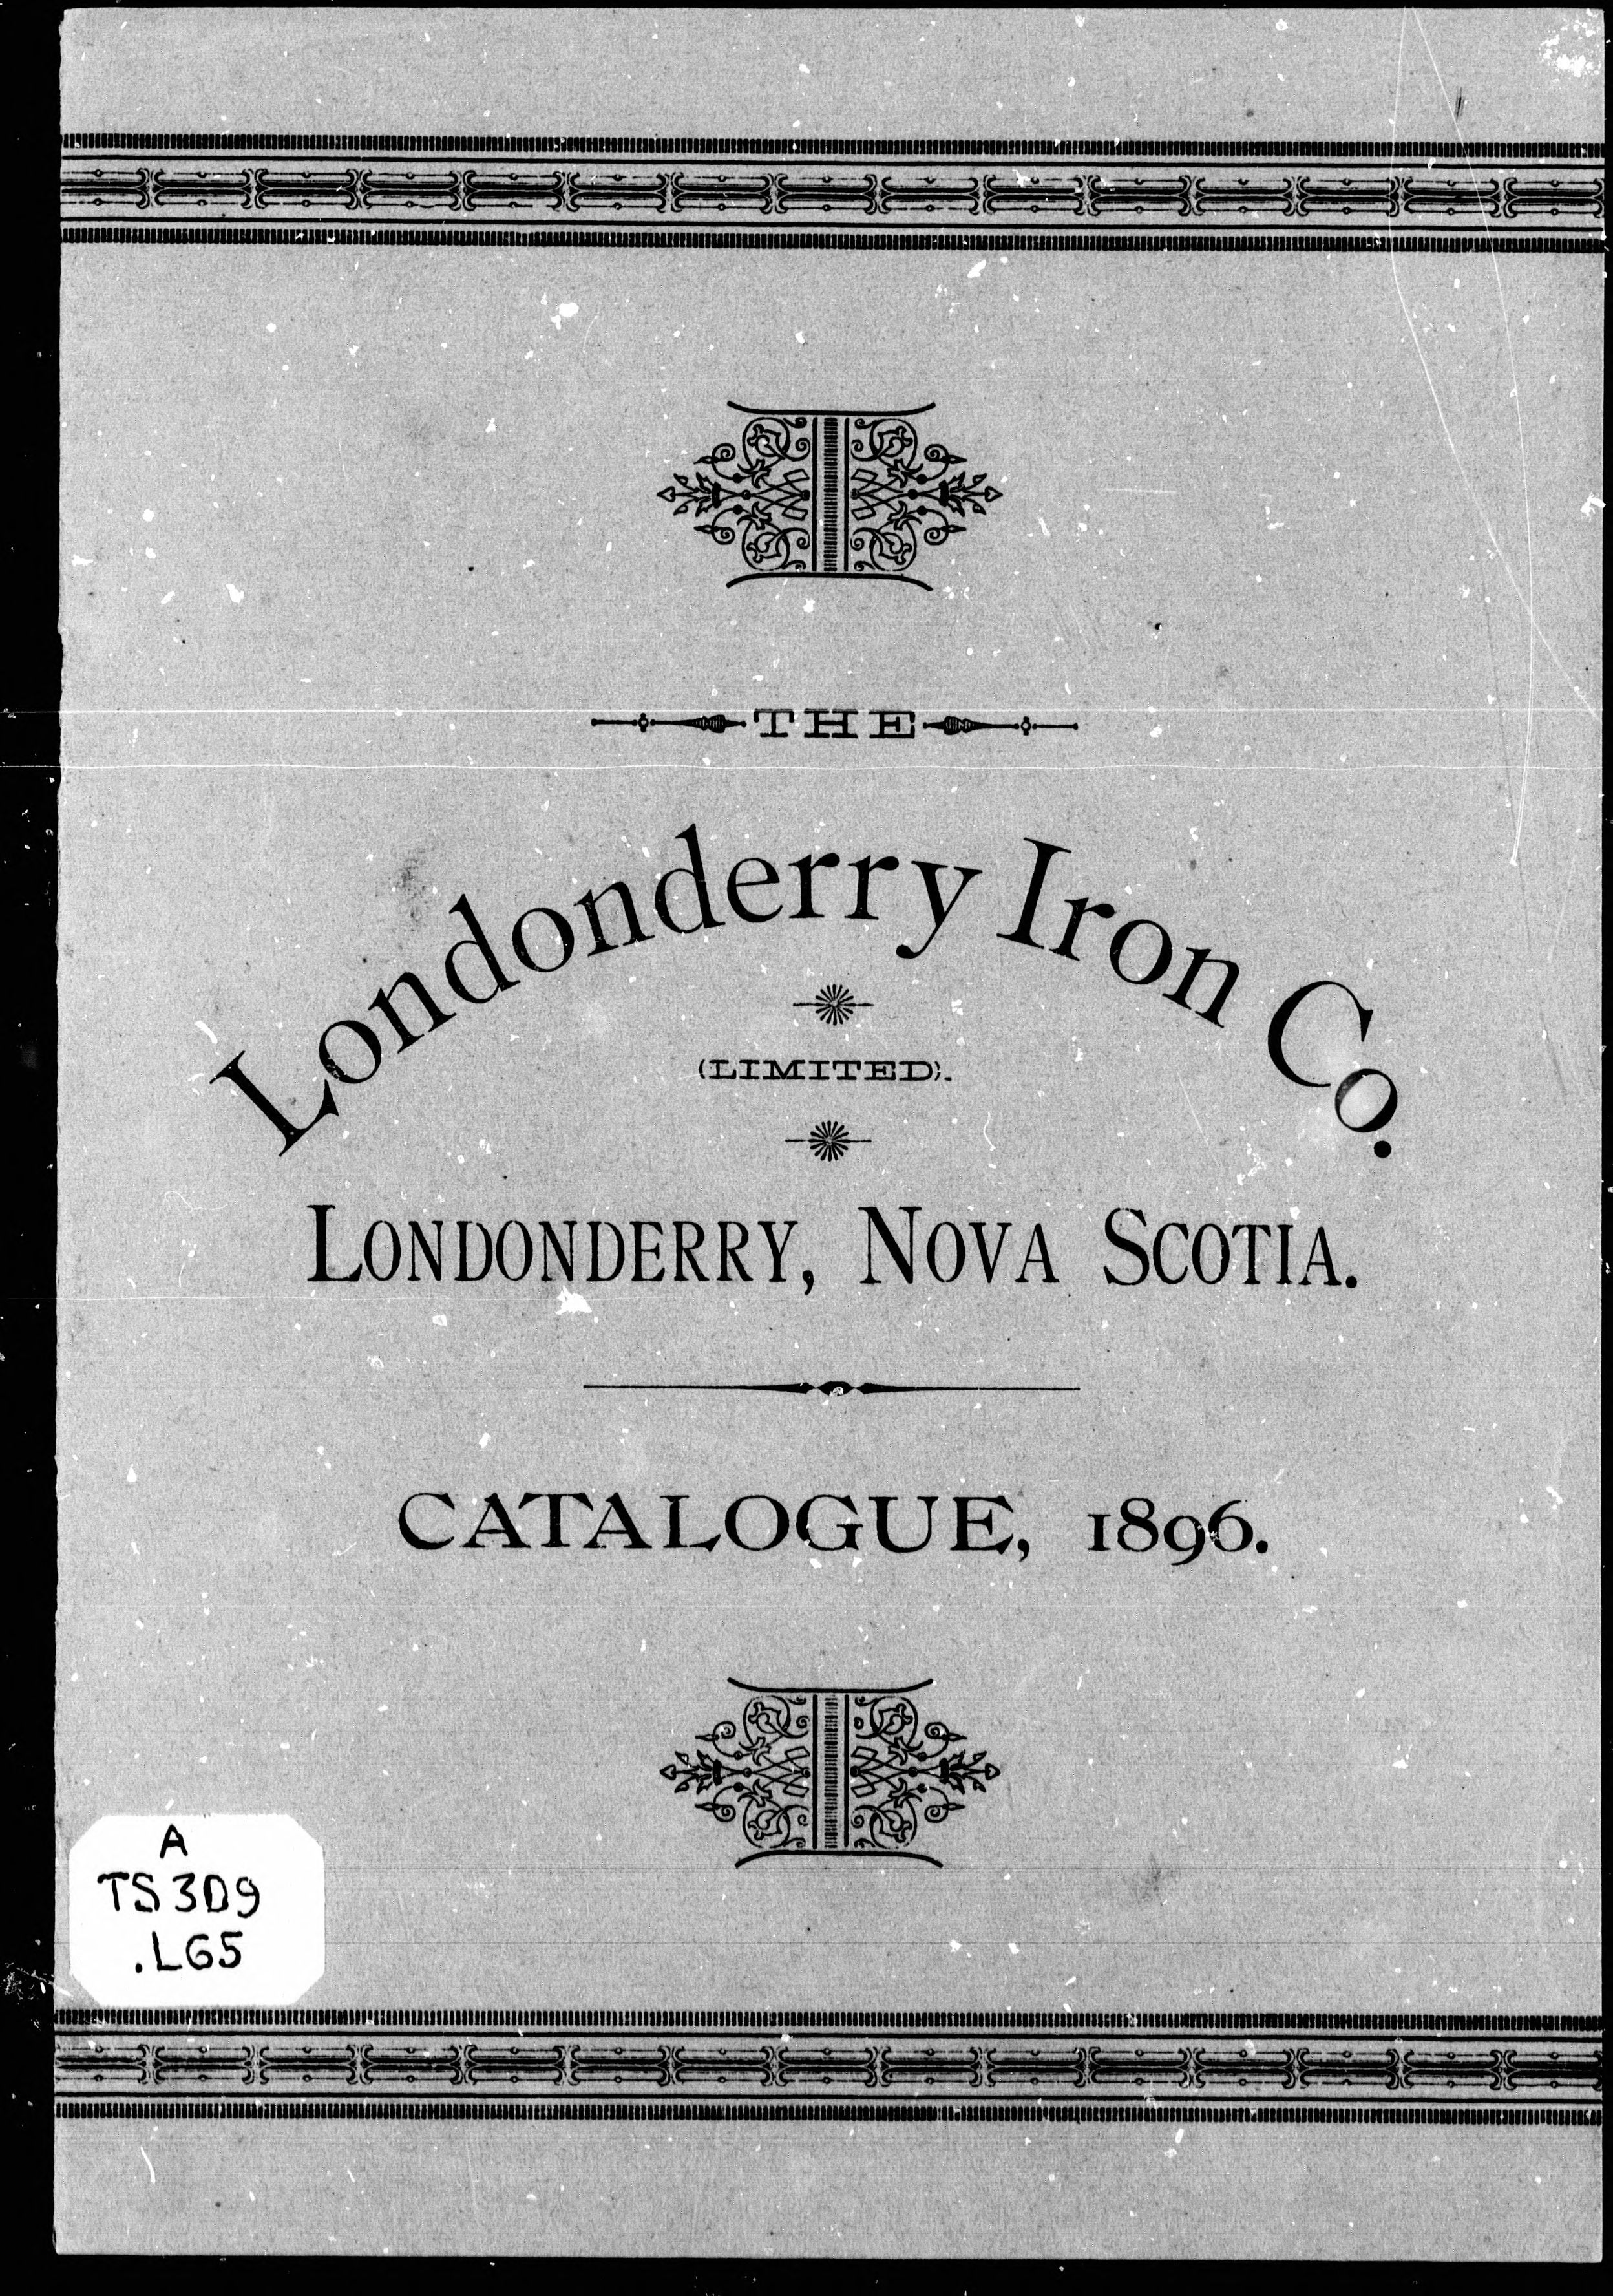 THE
Londonderry Iron Co.
(LIMITED).
LONDONDERRY, NOVA SCOTIA.
CATALOGUE, 1896.
A
TS309
.L65